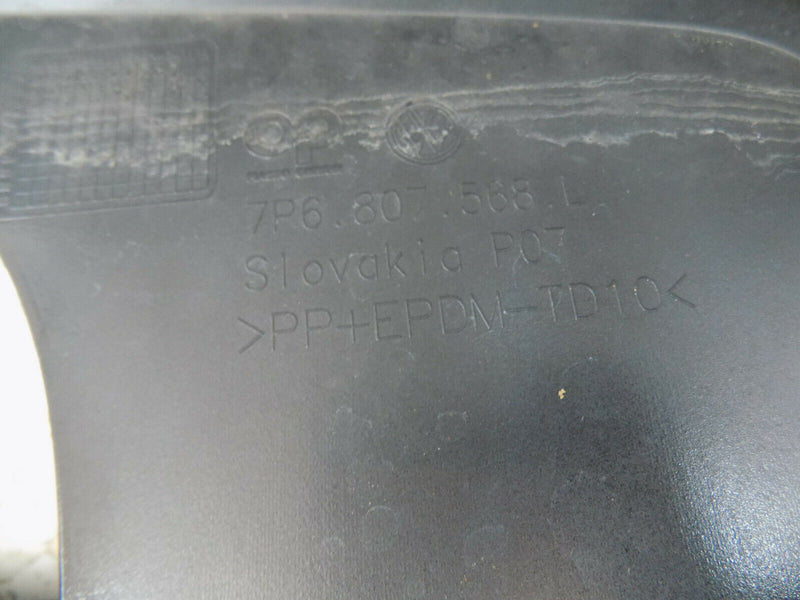 7P6.807.568.L
Slovakia P07
>PP+EPDM-TD10<